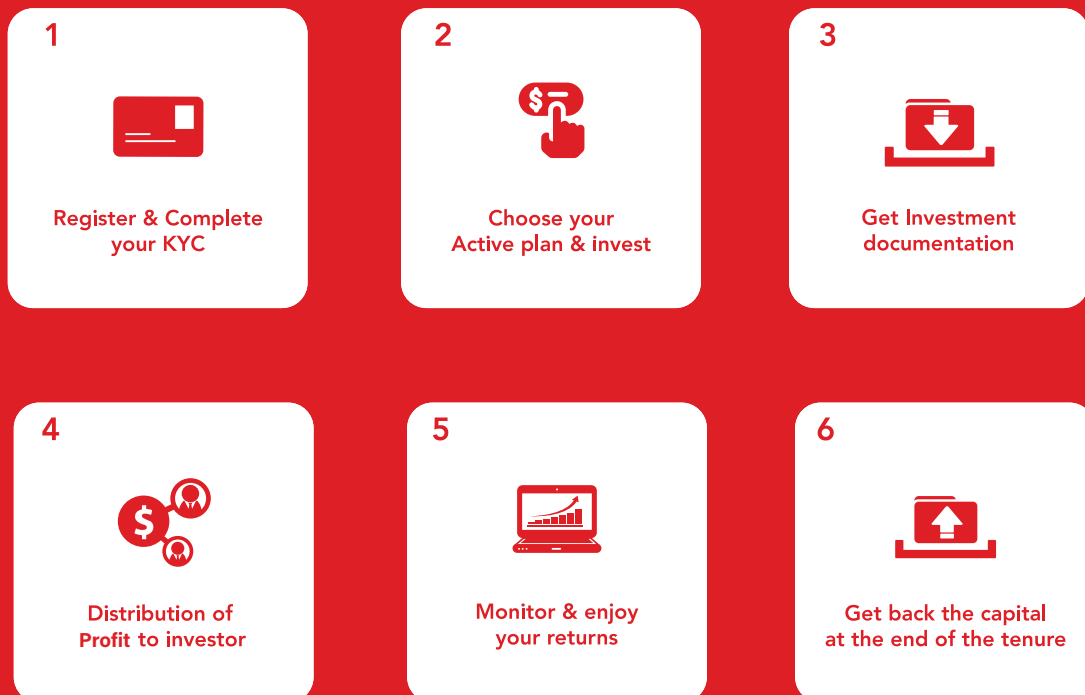 1
Register & Complete
your KYC
2
$
Choose your
Active plan & invest
3
Get Investment
documentation
4
$
Distribution of
Profit to investor
5
Monitor & enjoy
your returns
6
Get back the capital
at the end of the tenure